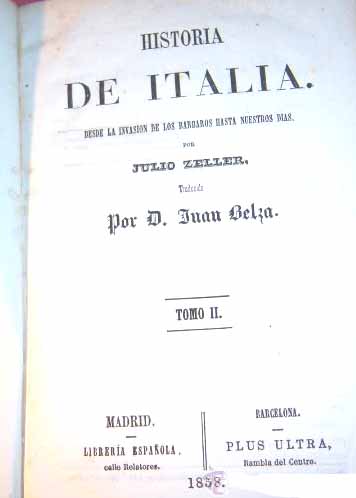 HISTORIA
DE ITALIA.
DESDE LA INVASION DE LOS BARBAROS HASTA NUESTROS DIAS,
POR
JULIO ZELLER,
Traducida
Por D. Juan Belza.
TOMO II.
MADRID.
LIBRERÍA ESPAÑOLA,
calle Relatores.
BARCELONA.
PLUS ULTRA,
Rambla del Centro.
1858.